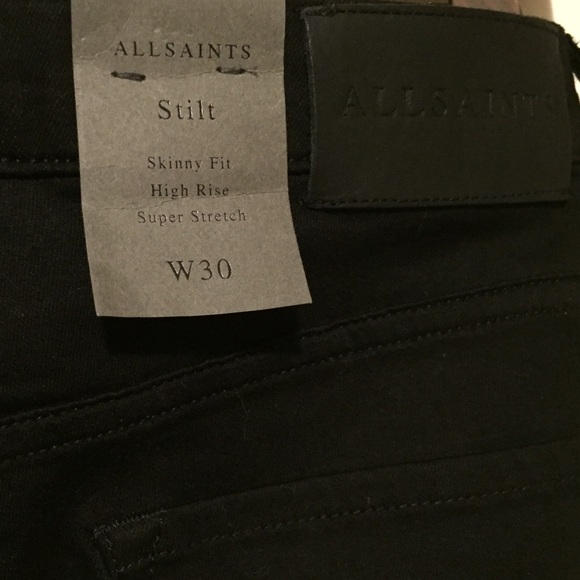 ALLSAINTS
Stilt
Skinny Fit
High Rise
Super Stretch
W30
ALLSAINTS